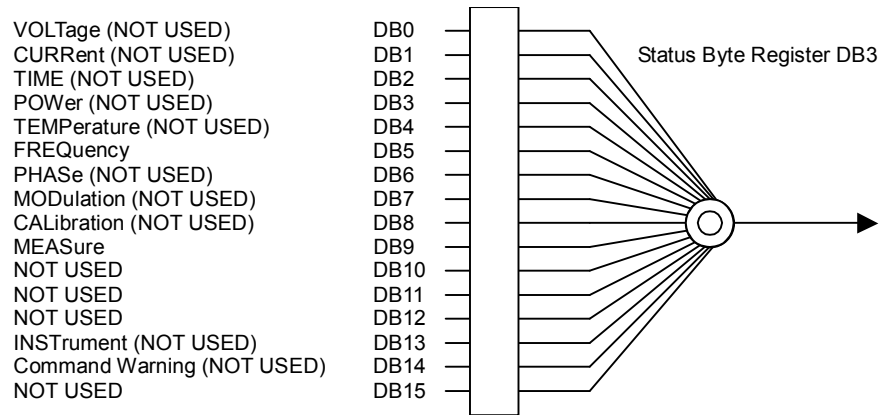 VOLTage (NOT USED) DB0
CURRent (NOT USED) DB1 Status Byte Register DB3
TIME (NOT USED) DB2
POWer (NOT USED) DB3
TEMPerature (NOT USED) DB4
FREQuency DB5
PHASe (NOT USED) DB6
MODulation (NOT USED) DB7
CALibration (NOT USED) DB8
MEASure DB9
NOT USED DB10
NOT USED DB11
NOT USED DB12
INSTrument (NOT USED) DB13
Command Warning (NOT USED) DB14
NOT USED DB15